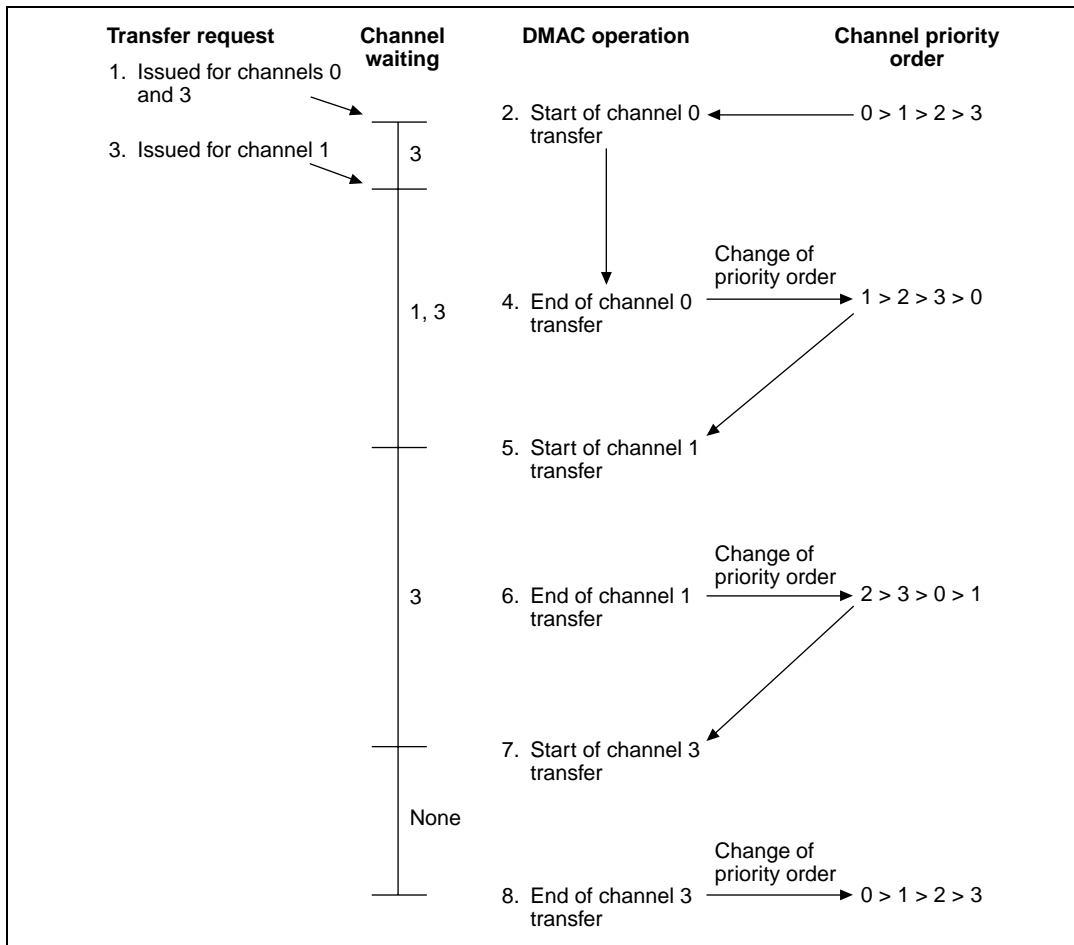 Transfer request
Channel
waiting
DMAC operation
Channel priority
order
1. Issued for channels 0
and 3
2. Start of channel 0
transfer
0 > 1 > 2 > 3
3. Issued for channel 1
3
Change of
priority order
1, 3
4. End of channel 0
transfer
1 > 2 > 3 > 0
5. Start of channel 1
transfer
Change of
priority order
3
6. End of channel 1
transfer
2 > 3 > 0 > 1
7. Start of channel 3
transfer
None
Change of
priority order
8. End of channel 3
transfer
0 > 1 > 2 > 3